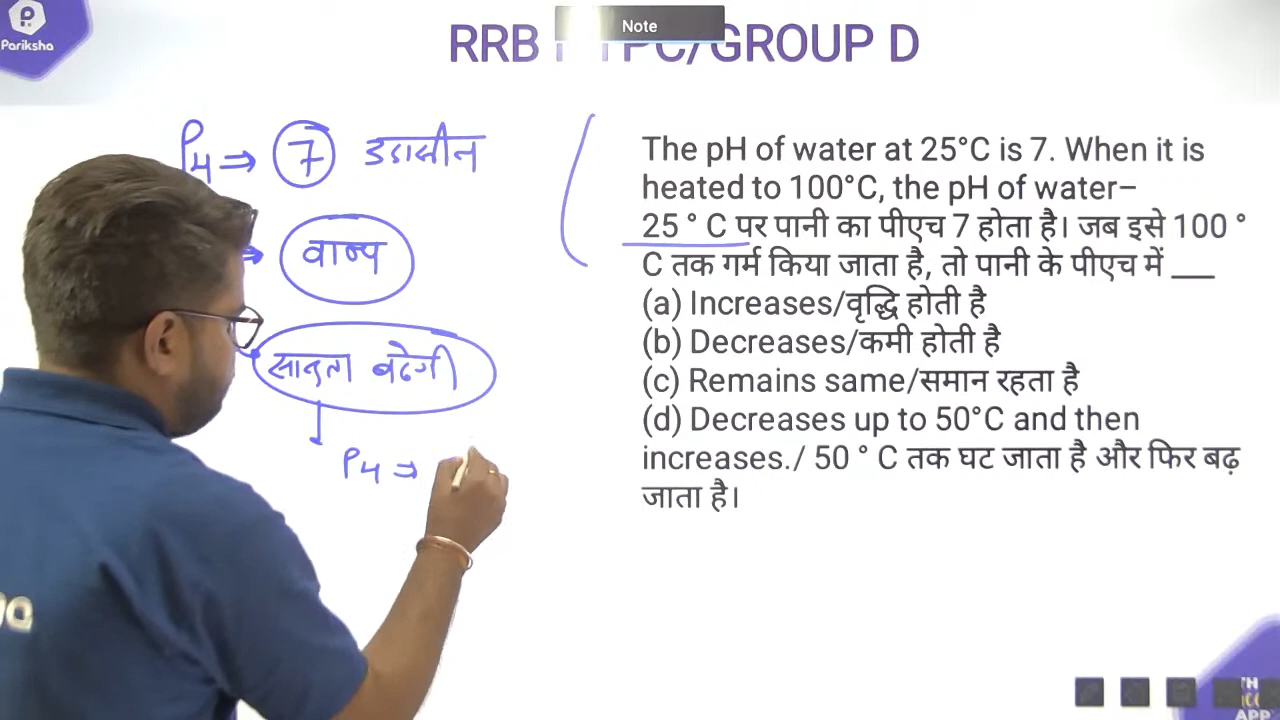 Pariksha
Note
RRB NTPC/GROUP D
PH ⇒ 7 उदासीन
⇒ वाष्प
सान्द्रता बढेगी
PH ⇒
The pH of water at 25°C is 7. When it is
heated to 100°C, the pH of water–
25 ° C पर पानी का पीएच 7 होता है। जब इसे 100 °
C तक गर्म किया जाता है, तो पानी के पीएच में ___
(a) Increases/वृद्धि होती है
(b) Decreases/कमी होती है
(c) Remains same/समान रहता है
(d) Decreases up to 50°C and then
increases./ 50 ° C तक घट जाता है और फिर बढ़
जाता है।
APP